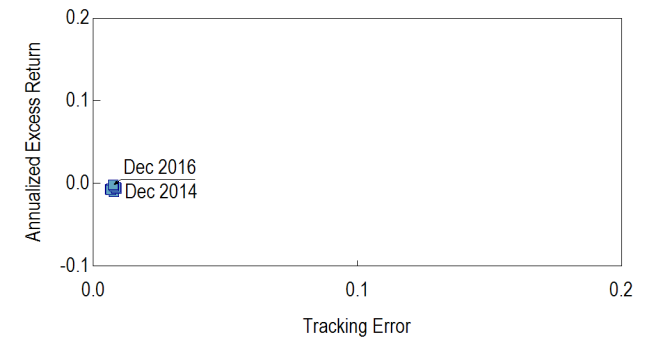 0.2
0.1
0.0
-0.1
Annualized Excess Return
Dec 2016
Dec 2014
0.0
0.1
0.2
Tracking Error